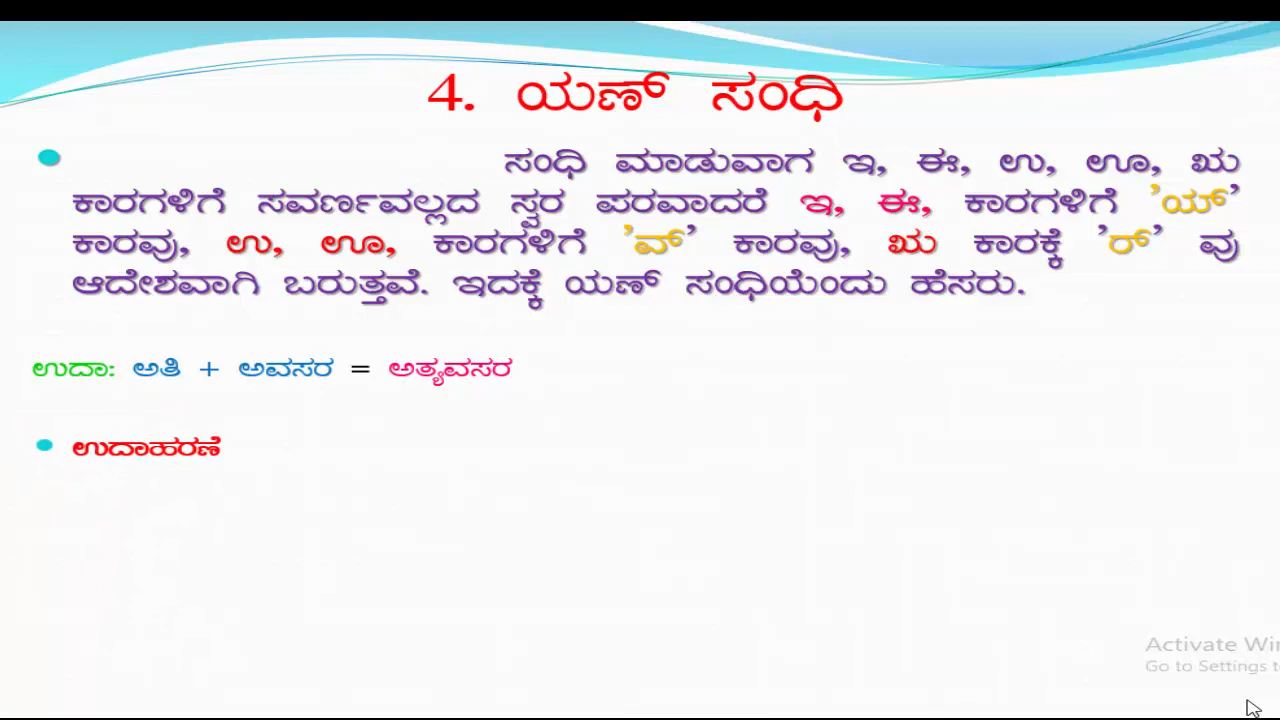 4. ಯಣ್ ಸಂಧಿ
ಸಂಧಿ ಮಾಡುವಾಗ ಇ, ಈ, ಉ, ಊ, ಋ
ಕಾರಗಳಿಗೆ ಸವರ್ಣವಲ್ಲದ ಸ್ವರ ಪರವಾದರೆ ಇ, ಈ, ಕಾರಗಳಿಗೆ ’ಯ್’
ಕಾರವು, ಉ, ಊ, ಕಾರಗಳಿಗೆ ’ವ್’ ಕಾರವು, ಋ ಕಾರಕ್ಕೆ ’ರ್’ ವು
ಆದೇಶವಾಗಿ ಬರುತ್ತವೆ. ಇದಕ್ಕೆ ಯಣ್ ಸಂಧಿಯೆಂದು ಹೆಸರು.
ಉದಾ: ಅತಿ + ಅವಸರ = ಅತ್ಯವಸರ
ಉದಾಹರಣೆ
Activate Win
Go to Settings t